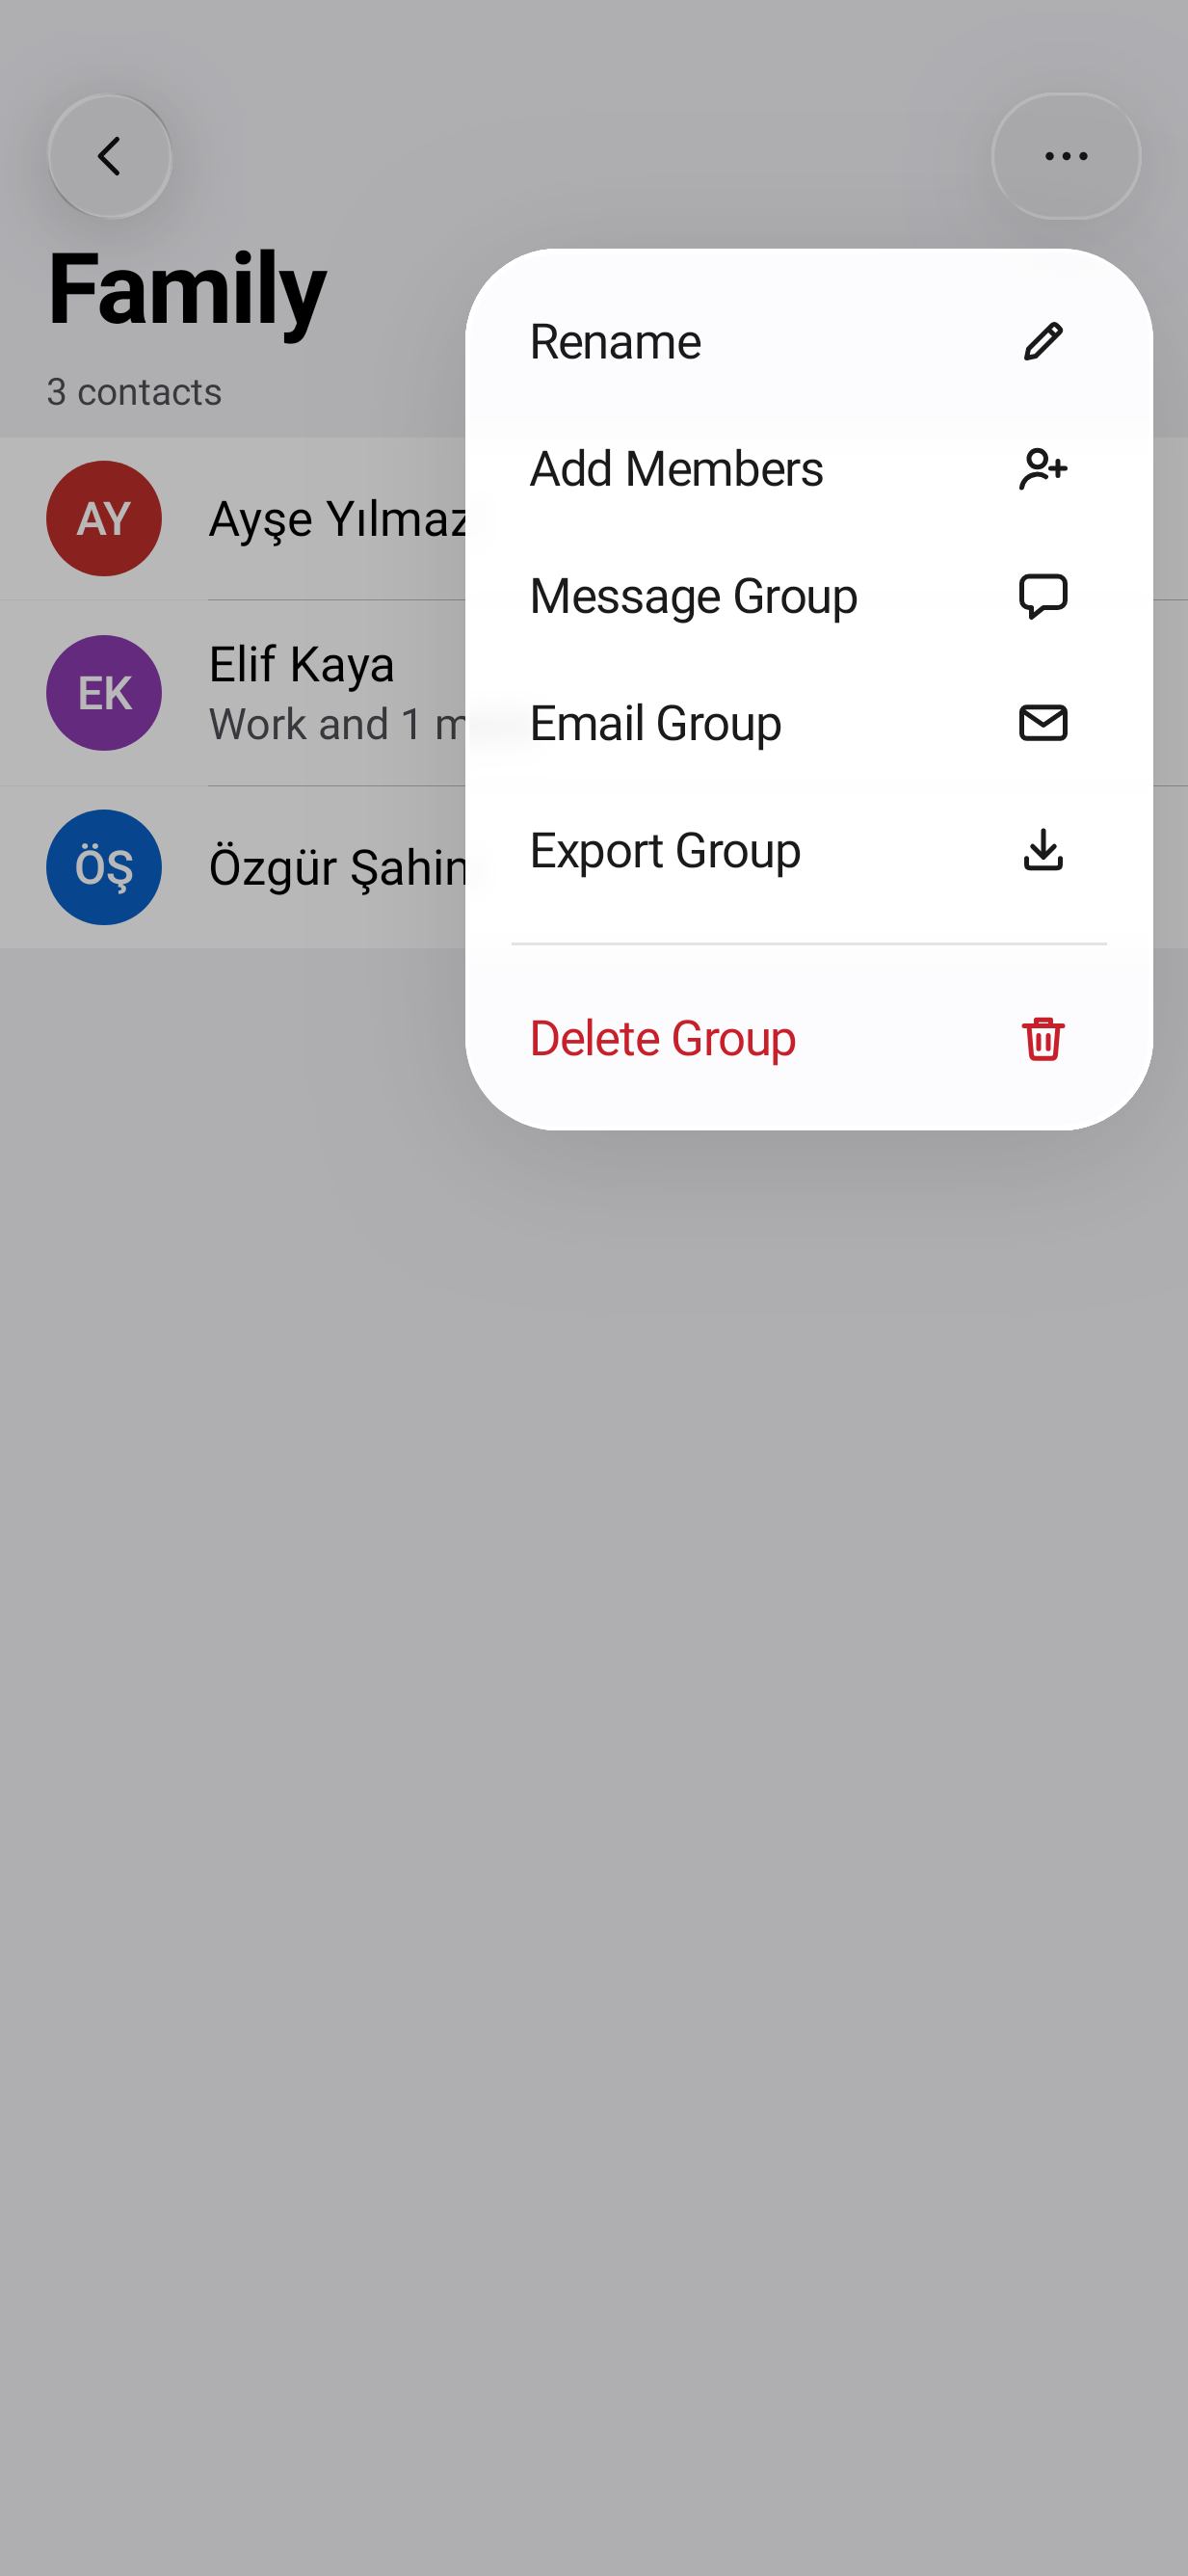 Family
3 contacts
AY
Ayşe Yılmaz
EK
Elif Kaya
Work and 1
ÖŞ
Özgür Şahin
Rename
Add Members
Message Group
Email Group
Export Group
Delete Group